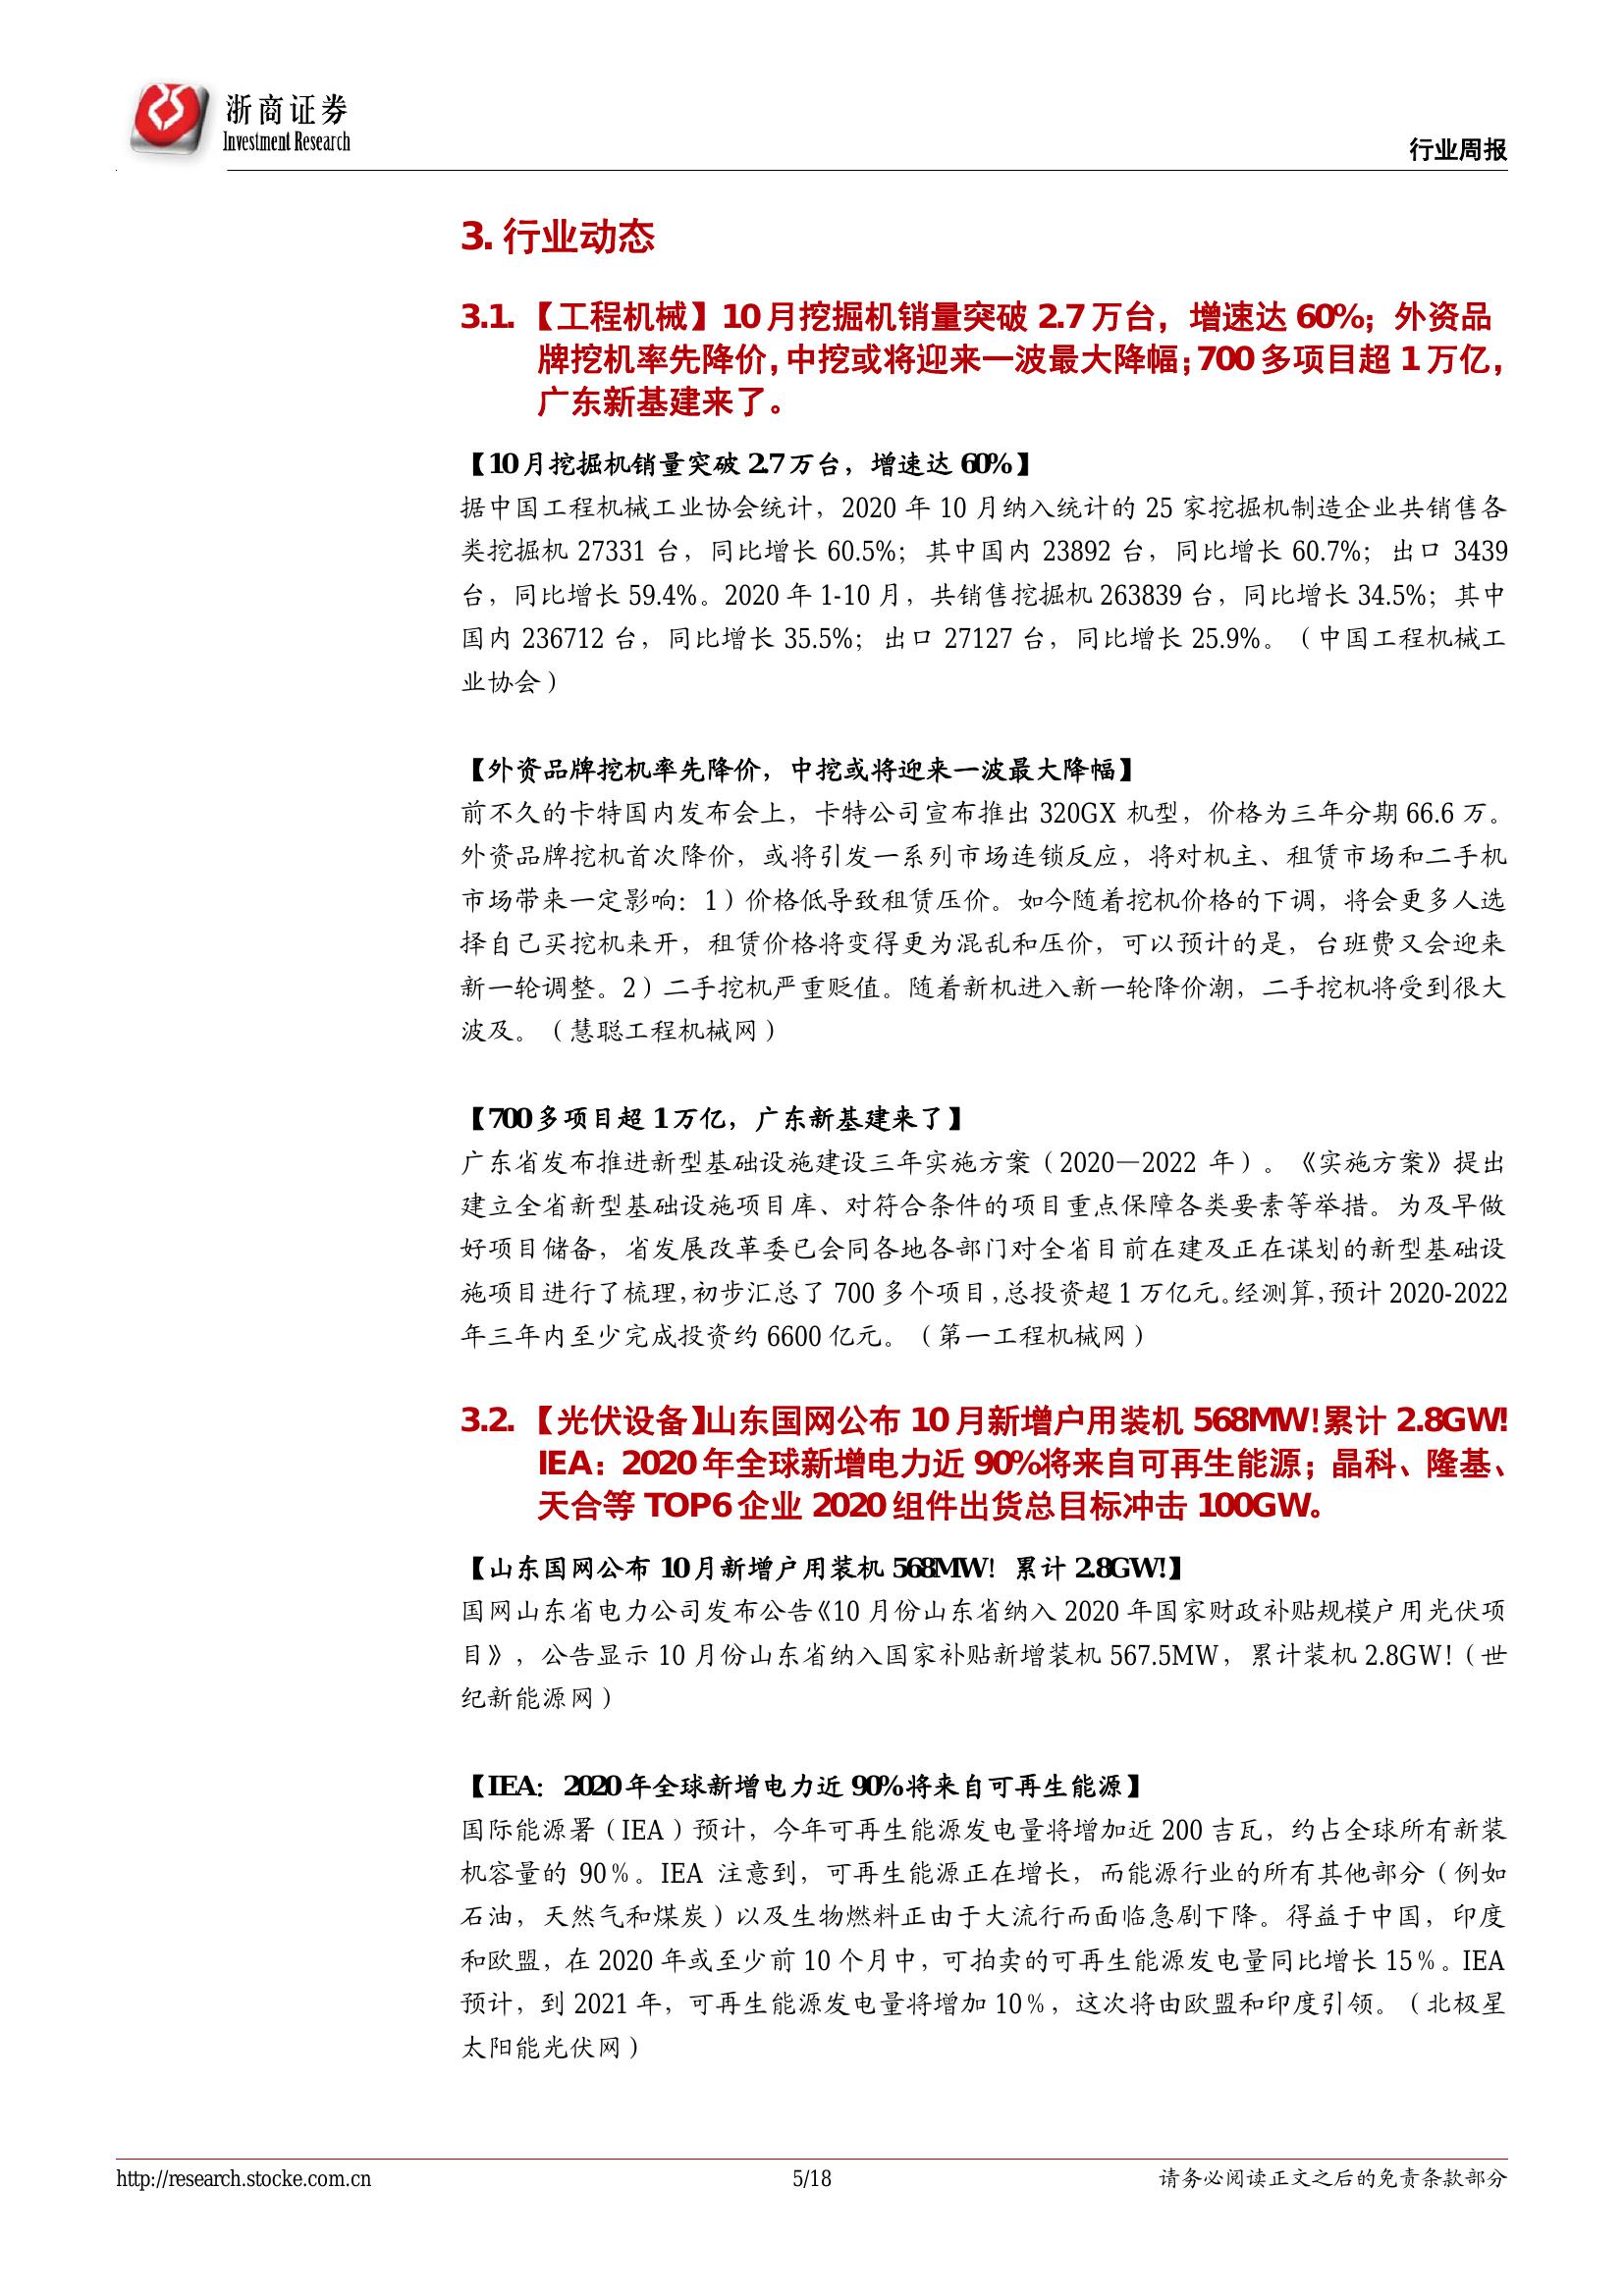 浙商证券
Investment Research
行业周报
3. 行业动态
3.1. 【工程机械】10 月挖掘机销量突破 2.7 万台，增速达 60%；外资品
牌挖机率先降价，中挖或将迎来一波最大降幅；700 多项目超 1 万亿，
广东新基建来了。
【10 月挖掘机销量突破 2.7 万台，增速达 60%】
据中国工程机械工业协会统计，2020 年 10 月纳入统计的 25 家挖掘机制造企业共销售各
类挖掘机 27331 台，同比增长 60.5%；其中国内 23892 台，同比增长 60.7%；出口 3439
台，同比增长 59.4%。2020 年 1-10 月，共销售挖掘机 263839 台，同比增长 34.5%；其中
国内 236712 台，同比增长 35.5%；出口 27127 台，同比增长 25.9%。（中国工程机械工
业协会）
【外资品牌挖机率先降价，中挖或将迎来一波最大降幅】
前不久的卡特国内发布会上，卡特公司宣布推出 320GX 机型，价格为三年分期 66.6 万。
外资品牌挖机首次降价，或将引发一系列市场连锁反应，将对机主、租赁市场和二手机
市场带来一定影响：1）价格低导致租赁压价。如今随着挖机价格的下调，将会更多人选
择自己买挖机来开，租赁价格将变得更为混乱和压价，可以预计的是，台班费又会迎来
新一轮调整。2）二手挖机严重贬值。随着新机进入新一轮降价潮，二手挖机将受到很大
波及。（慧聪工程机械网）
【700 多项目超 1 万亿，广东新基建来了】
广东省发布推进新型基础设施建设三年实施方案（2020—2022 年）。《实施方案》提出
建立全省新型基础设施项目库、对符合条件的项目重点保障各类要素等举措。为及早做
好项目储备，省发展改革委已会同各地各部门对全省目前在建及正在谋划的新型基础设
施项目进行了梳理，初步汇总了 700 多个项目，总投资超 1 万亿元。经测算，预计 2020-2022
年三年内至少完成投资约 6600 亿元。（第一工程机械网）
3.2. 【光伏设备】山东国网公布 10 月新增户用装机 568MW！累计 2.8GW!
IEA：2020 年全球新增电力近 90%将来自可再生能源；晶科、隆基、
天合等 TOP6 企业 2020 组件出货总目标冲击 100GW。
【山东国网公布 10 月新增户用装机 568MW！累计 2.8GW!】
国网山东省电力公司发布公告《10 月份山东省纳入 2020 年国家财政补贴规模户用光伏项
目》，公告显示 10 月份山东省纳入国家补贴新增装机 567.5MW，累计装机 2.8GW!（世
纪新能源网）
【IEA：2020 年全球新增电力近 90%将来自可再生能源】
国际能源署（IEA）预计，今年可再生能源发电量将增加近 200 吉瓦，约占全球所有新装
机容量的 90％。IEA 注意到，可再生能源正在增长，而能源行业的所有其他部分（例如
石油，天然气和煤炭）以及生物燃料正由于大流行而面临急剧下降。得益于中国，印度
和欧盟，在 2020 年或至少前 10 个月中，可拍卖的可再生能源发电量同比增长 15％。IEA
预计，到 2021 年，可再生能源发电量将增加 10％，这次将由欧盟和印度引领。（北极星
太阳能光伏网）
http://research.stocke.com.cn
5/18
请务必阅读正文之后的免责条款部分